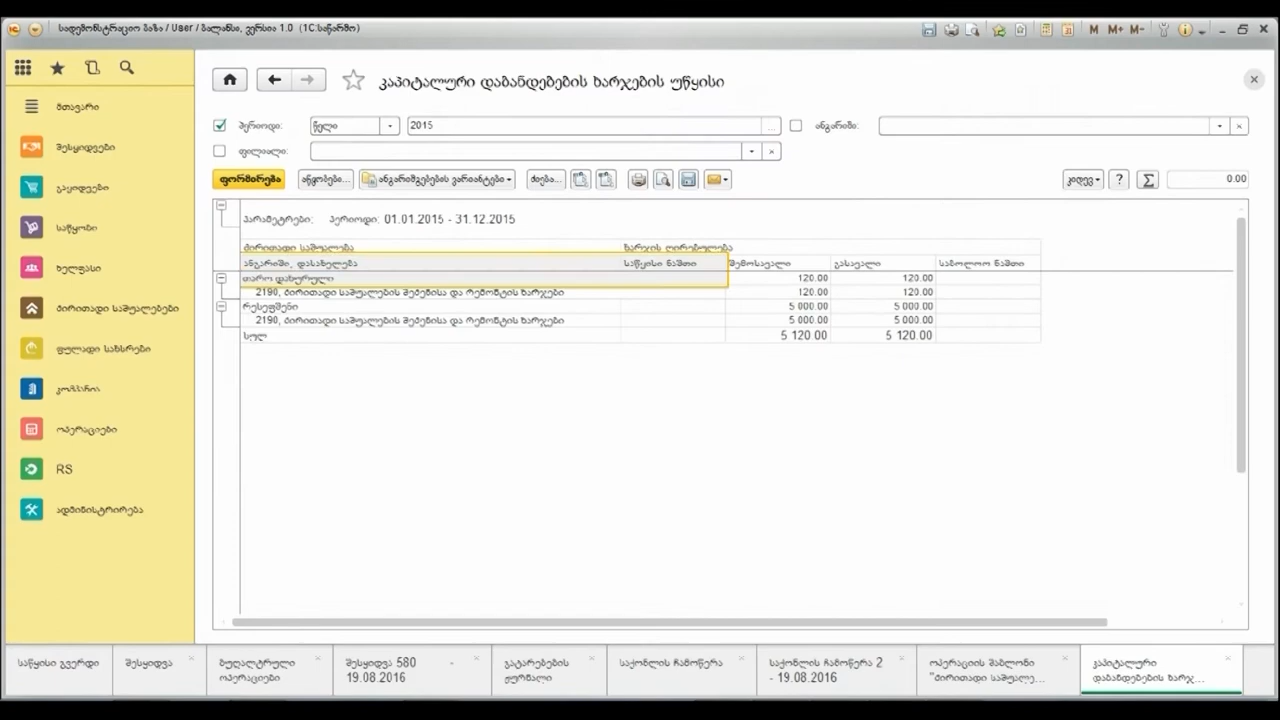 სადემონსტრაციო ბაზა / User / ბალანსი, ვერსია 1.0 (1C:საწარმო)
M M+ M-
მთავარი
შესყიდვები
გაყიდვები
საწყობი
ხელფასი
ძირითადი საშუალებები
ფულადი სახსრები
კომპანია
ოპერაციები
RS
ადმინისტრირება
კაპიტალური დაბანდებების ხარჯების უწყისი
პერიოდი: წელი 2015 ... ანგარიში:
ფილიალი:
ფორმირება აწყობები... ანგარიშგებების ვარიანტები ძიება... კიდევ ? Σ 0.00
პარამეტრები: პერიოდი: 01.01.2015 - 31.12.2015
ძირითადი საშუალება ხარჯის ღირებულება
ანგარიში, დასახელება საწყისი ნაშთი შემოსავალი გასავალი საბოლოო ნაშთი
თარო დახურული 120.00 120.00
2190, ძირითადი საშუალების შეძენისა და რემონტის ხარჯები 120.00 120.00
რესეფშენი 5 000.00 5 000.00
2190, ძირითადი საშუალების შეძენისა და რემონტის ხარჯები 5 000.00 5 000.00
სულ 5 120.00 5 120.00
საწყისი გვერდი
შესყიდვა
ბუღალტრული
ოპერაციები
შესყიდვა 580 -
19.08.2016
გატარებების
ჟურნალი
საქონლის ჩამოწერა
საქონლის ჩამოწერა 2
- 19.08.2016
ოპერაციის შაბლონი
"ძირითადი საშუალე...
კაპიტალური
დაბანდებების ხარჯ...